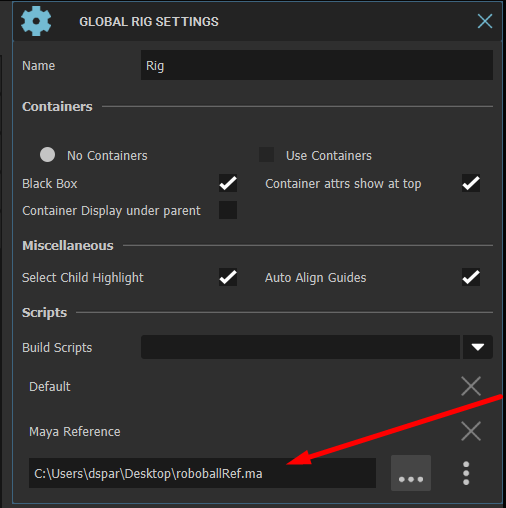 GLOBAL RIG SETTINGS
Name Rig
Containers
No Containers Use Containers
Black Box Container attrs show at top
Container Display under parent
Miscellaneous
Select Child Highlight Auto Align Guides
Scripts
Build Scripts
Default
Maya Reference
C:\Users\dspar\Desktop\roboballRef.ma ...